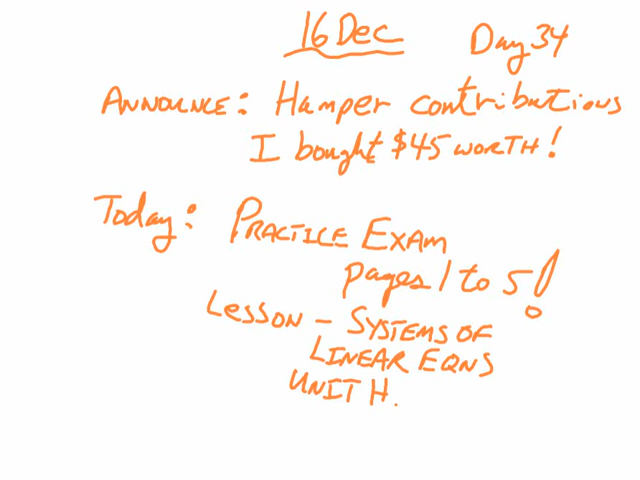 16 Dec Day 34
ANNOUNCE: Hamper contributions
I bought $45 WORTH!
Today: PRACTICE EXAM
pages 1 to 5!
Lesson - SYSTEMS OF
LINEAR EQNS
UNIT H.